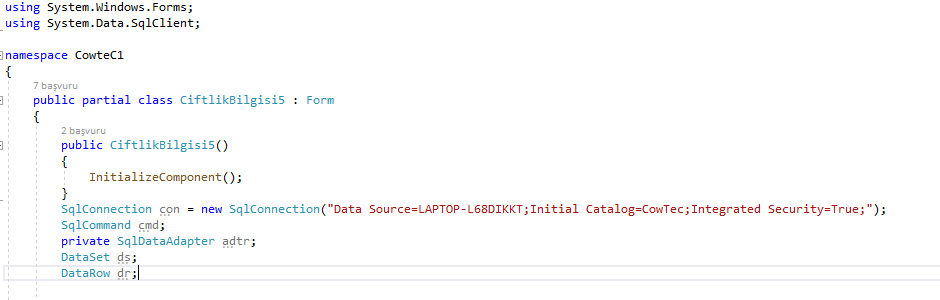 using System.Windows.Forms;
using System.Data.SqlClient;
namespace CowteC1
{
7 başvuru
public partial class CiftlikBilgisi5 : Form
{
2 başvuru
public CiftlikBilgisi5()
{
InitializeComponent();
}
SqlConnection con = new SqlConnection("Data Source=LAPTOP-L68DIKKT;Initial Catalog=CowTec;Integrated Security=True;");
SqlCommand cmd;
private SqlDataAdapter adtr;
DataSet ds;
DataRow dr;